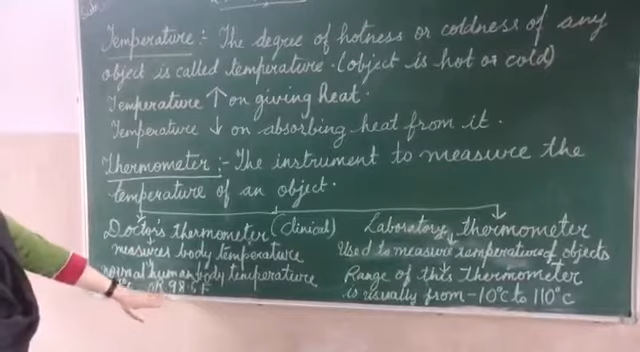 Temperature :- The degree of hotness or coldness of any
object is called temperature. (object is hot or cold)
Temperature ↑ on giving heat.
Temperature ↓ on absorbing heat from it.
Thermometer :- The instrument to measure the
temperature of an object.
Doctor's thermometer (clinical)
measures body temperature
normal human body temperature
OR 98.5F
Laboratory thermometer
Used to measure temperature of objects
Range of this thermometer
is usually from -10°C to 110°C